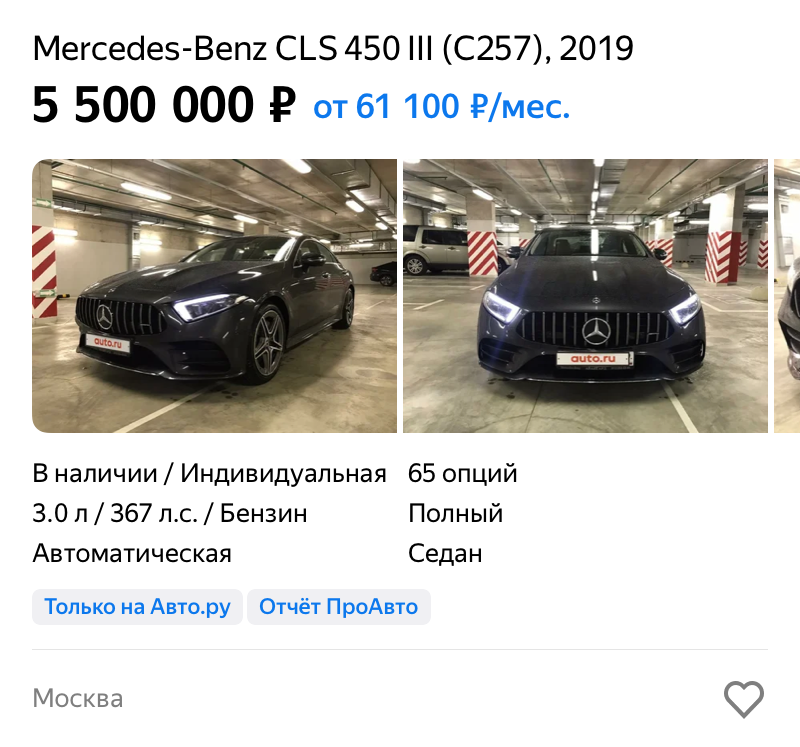 Mercedes-Benz CLS 450 III (C257), 2019
5 500 000 ₽ от 61 100 ₽/мес.
auto.ru
auto.ru
В наличии / Индивидуальная
65 опций
3.0 л / 367 л.с. / Бензин
Полный
Автоматическая
Седан
Только на Авто.ру
Отчёт ПроАвто
Москва